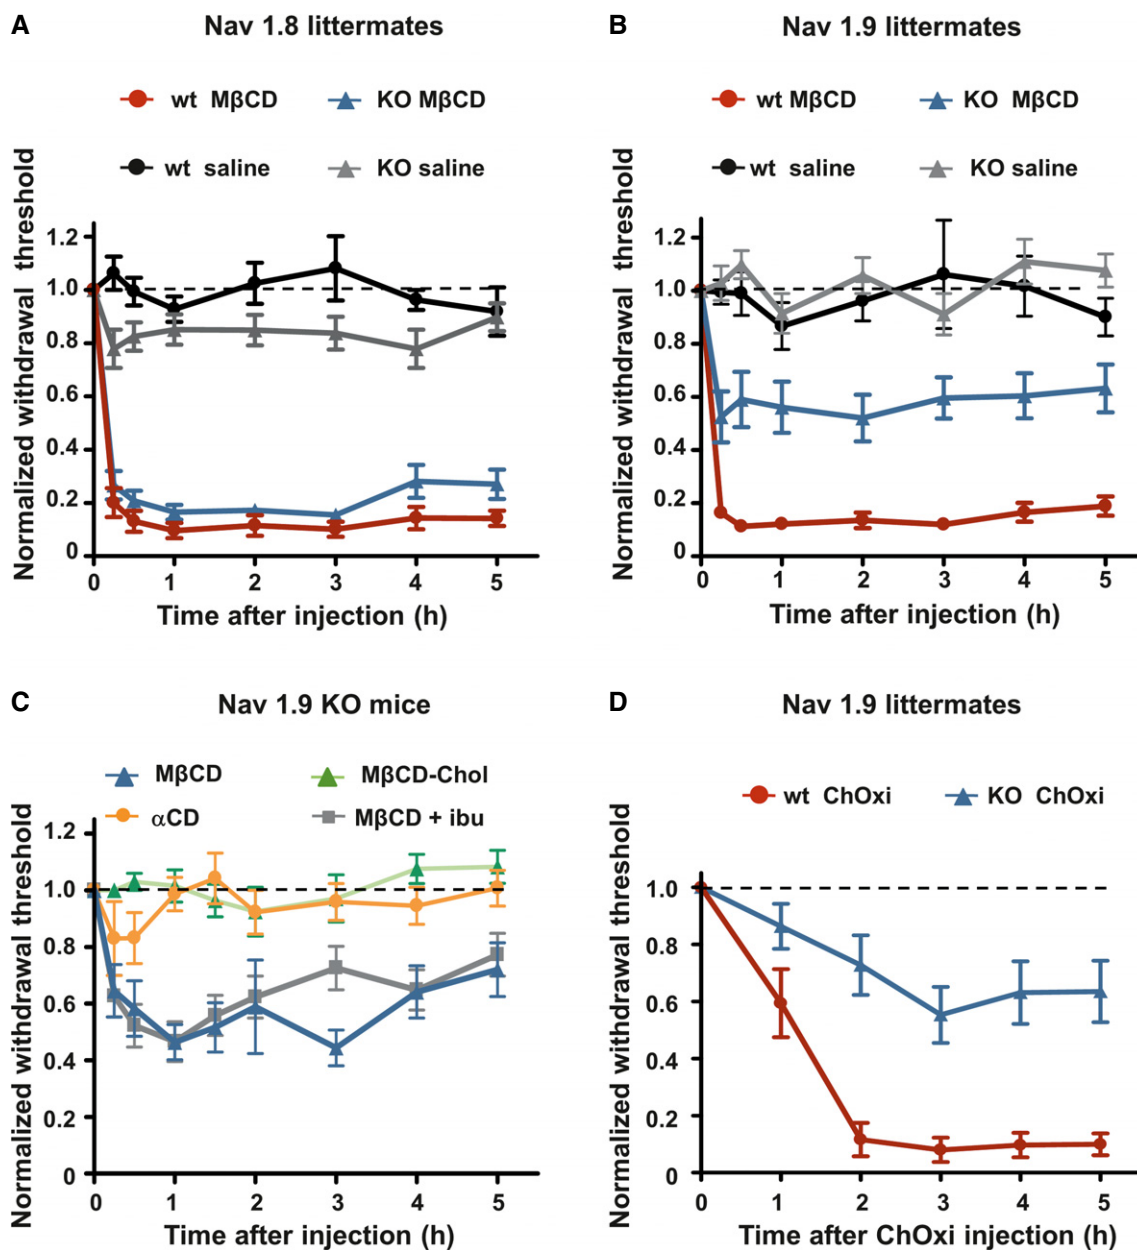 A
Nav 1.8 littermates
wt MβCD
KO MβCD
wt saline
KO saline
Normalized withdrawal threshold
1.2
1.0
0.8
0.6
0.4
0.2
0
0 1 2 3 4 5
Time after injection (h)
B
Nav 1.9 littermates
wt MβCD
KO MβCD
wt saline
KO saline
Normalized withdrawal threshold
1.2
1.0
0.8
0.6
0.4
0.2
0
0 1 2 3 4 5
Time after injection (h)
C
Nav 1.9 KO mice
MβCD
MβCD-Chol
αCD
MβCD + ibu
Normalized withdrawal threshold
1.2
1.0
0.8
0.6
0.4
0.2
0
0 1 2 3 4 5
Time after injection (h)
D
Nav 1.9 littermates
wt ChOxi
KO ChOxi
Normalized withdrawal threshold
1.0
0.8
0.6
0.4
0.2
0
0 1 2 3 4 5
Time after ChOxi injection (h)